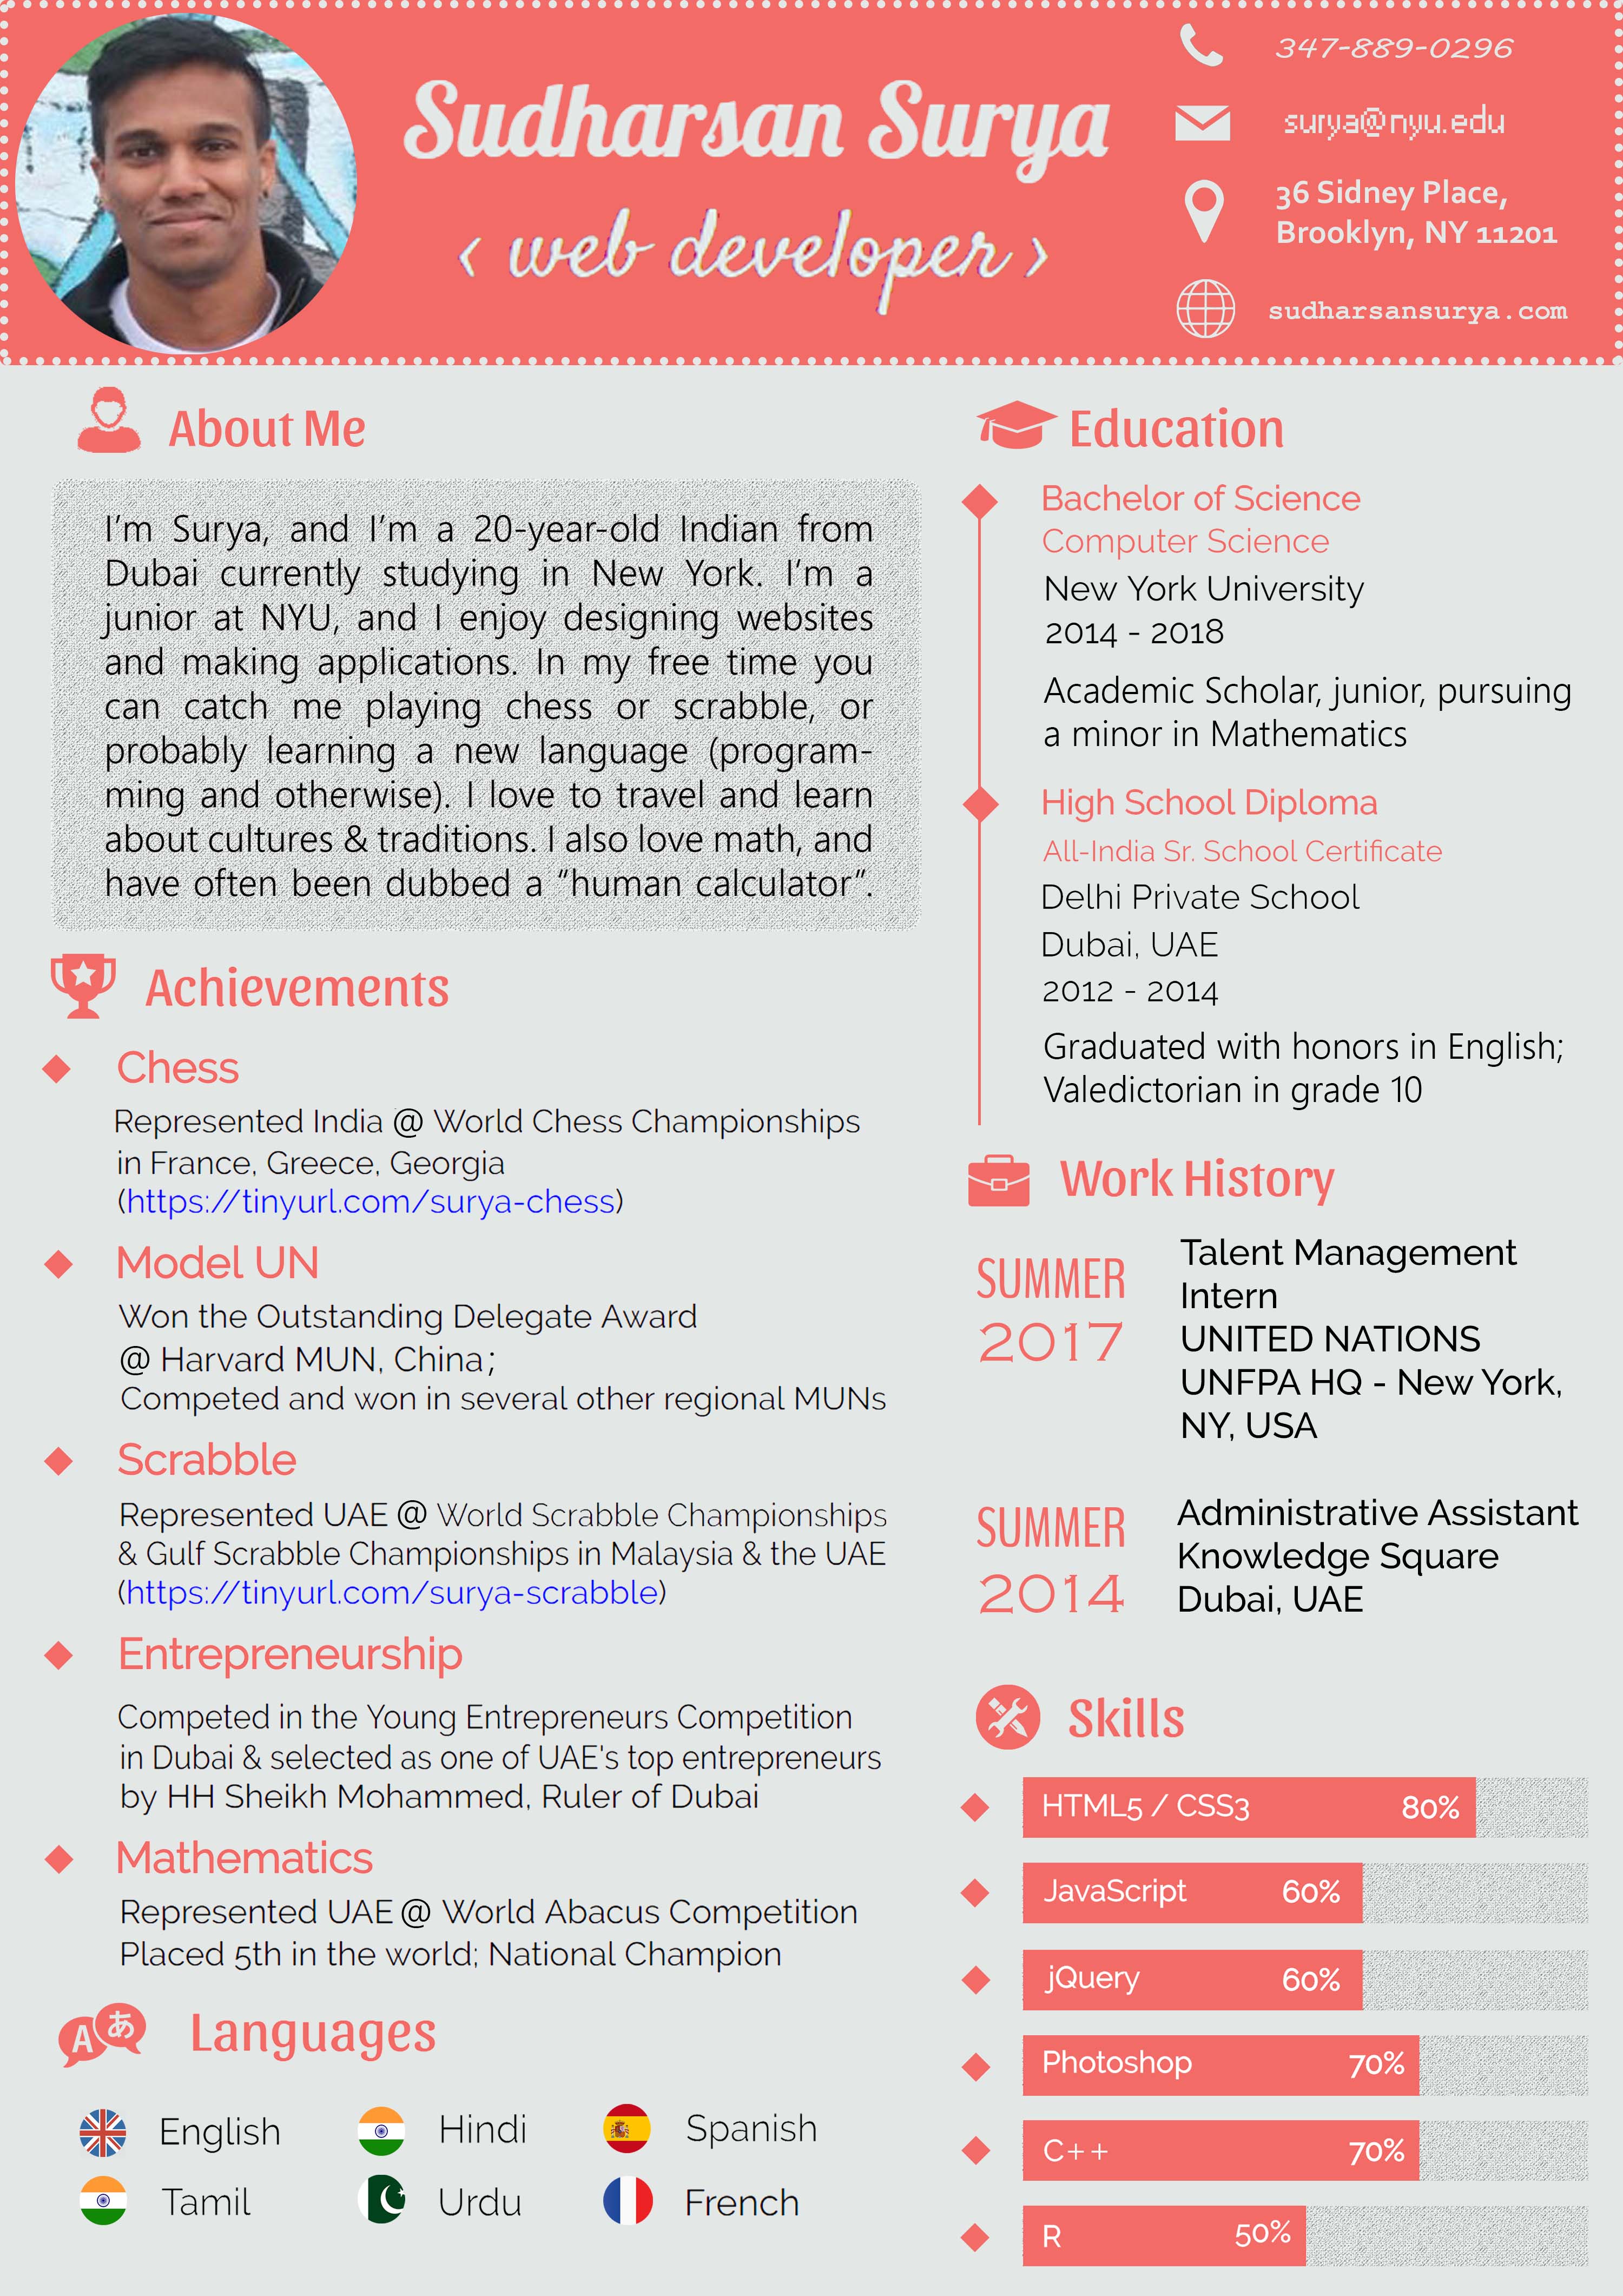 Sudharsan Surya
< web developer >
347-889-0296
surya@nyu.edu
36 Sidney Place,
Brooklyn, NY 11201
sudharsansurya.com
About Me
I'm Surya, and I'm a 20-year-old Indian from
Dubai currently studying in New York. I'm a
junior at NYU, and I enjoy designing websites
and making applications. In my free time you
can catch me playing chess or scrabble, or
probably learning a new language (program-
ming and otherwise). I love to travel and learn
about cultures & traditions. I also love math, and
have often been dubbed a “human calculator”.
Achievements
Chess
Represented India @ World Chess Championships
in France, Greece, Georgia
(https://tinyurl.com/surya-chess)
Model UN
Won the Outstanding Delegate Award
@ Harvard MUN, China;
Competed and won in several other regional MUNs
Scrabble
Represented UAE @ World Scrabble Championships
& Gulf Scrabble Championships in Malaysia & the UAE
(https://tinyurl.com/surya-scrabble)
Entrepreneurship
Competed in the Young Entrepreneurs Competition
in Dubai & selected as one of UAE's top entrepreneurs
by HH Sheikh Mohammed, Ruler of Dubai
Mathematics
Represented UAE @ World Abacus Competition
Placed 5th in the world; National Champion
A あ
Languages
English Hindi Spanish
Tamil Urdu French
Education
Bachelor of Science
Computer Science
New York University
2014 - 2018
Academic Scholar, junior, pursuing
a minor in Mathematics
High School Diploma
All-India Sr. School Certificate
Delhi Private School
Dubai, UAE
2012 - 2014
Graduated with honors in English;
Valedictorian in grade 10
Work History
SUMMER
2017
Talent Management
Intern
UNITED NATIONS
UNFPA HQ - New York,
NY, USA
SUMMER
2014
Administrative Assistant
Knowledge Square
Dubai, UAE
Skills
HTML5 / CSS3 80%
JavaScript 60%
jQuery 60%
Photoshop 70%
C++ 70%
R 50%